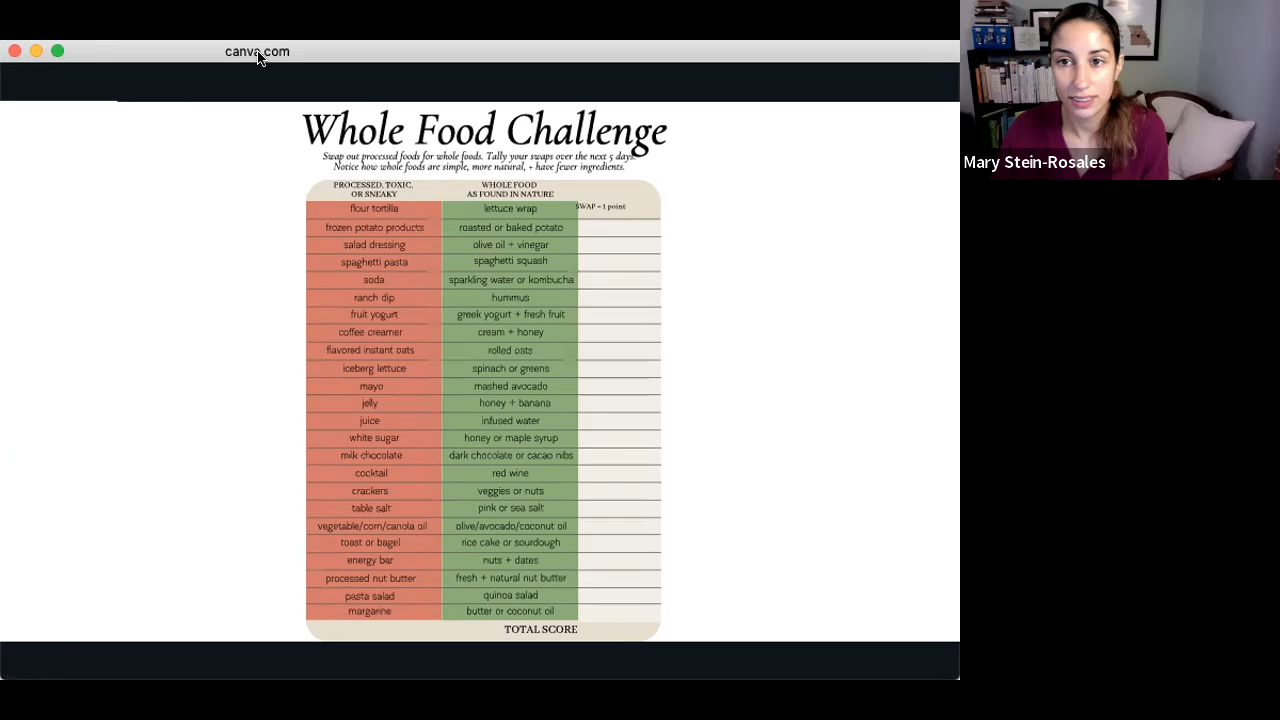 canva.com
Whole Food Challenge
Swap out processed foods for whole foods. Tally your swaps over the next 5 days.
Notice how whole foods are simple, more natural, + have fewer ingredients.
PROCESSED, TOXIC, OR SNEAKY
WHOLE FOOD AS FOUND IN NATURE
SWAP = 1 point
flour tortilla lettuce wrap
frozen potato products roasted or baked potato
salad dressing olive oil + vinegar
spaghetti pasta spaghetti squash
soda sparkling water or kombucha
ranch dip hummus
fruit yogurt greek yogurt + fresh fruit
coffee creamer cream + honey
flavored instant oats rolled oats
iceberg lettuce spinach or greens
mayo mashed avocado
jelly honey + banana
juice infused water
white sugar honey or maple syrup
milk chocolate dark chocolate or cacao nibs
cocktail red wine
crackers veggies or nuts
table salt pink or sea salt
vegetable/corn/canola oil olive/avocado/coconut oil
toast or bagel rice cake or sourdough
energy bar nuts + dates
processed nut butter fresh + natural nut butter
pasta salad quinoa salad
margarine butter or coconut oil
TOTAL SCORE
Mary Stein-Rosales